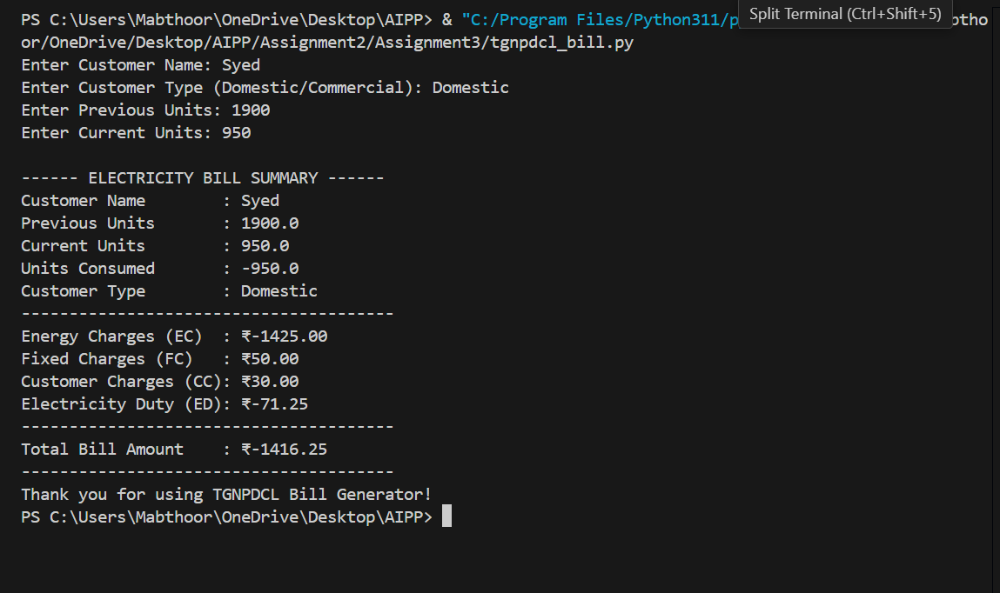 PS C:\Users\Mabthoor\OneDrive\Desktop\AIPP> & "C:/Program Files/Python311/p
Split Terminal (Ctrl+Shift+5)
or/OneDrive/Desktop/AIPP/Assignment2/Assignment3/tgnpdcl_bill.py
Enter Customer Name: Syed
Enter Customer Type (Domestic/Commercial): Domestic
Enter Previous Units: 1900
Enter Current Units: 950
------ ELECTRICITY BILL SUMMARY ------
Customer Name        : Syed
Previous Units       : 1900.0
Current Units        : 950.0
Units Consumed       : -950.0
Customer Type        : Domestic
---------------------------------------
Energy Charges (EC)  : ₹-1425.00
Fixed Charges (FC)   : ₹50.00
Customer Charges (CC): ₹30.00
Electricity Duty (ED): ₹-71.25
---------------------------------------
Total Bill Amount    : ₹-1416.25
---------------------------------------
Thank you for using TGNPDCL Bill Generator!
PS C:\Users\Mabthoor\OneDrive\Desktop\AIPP>